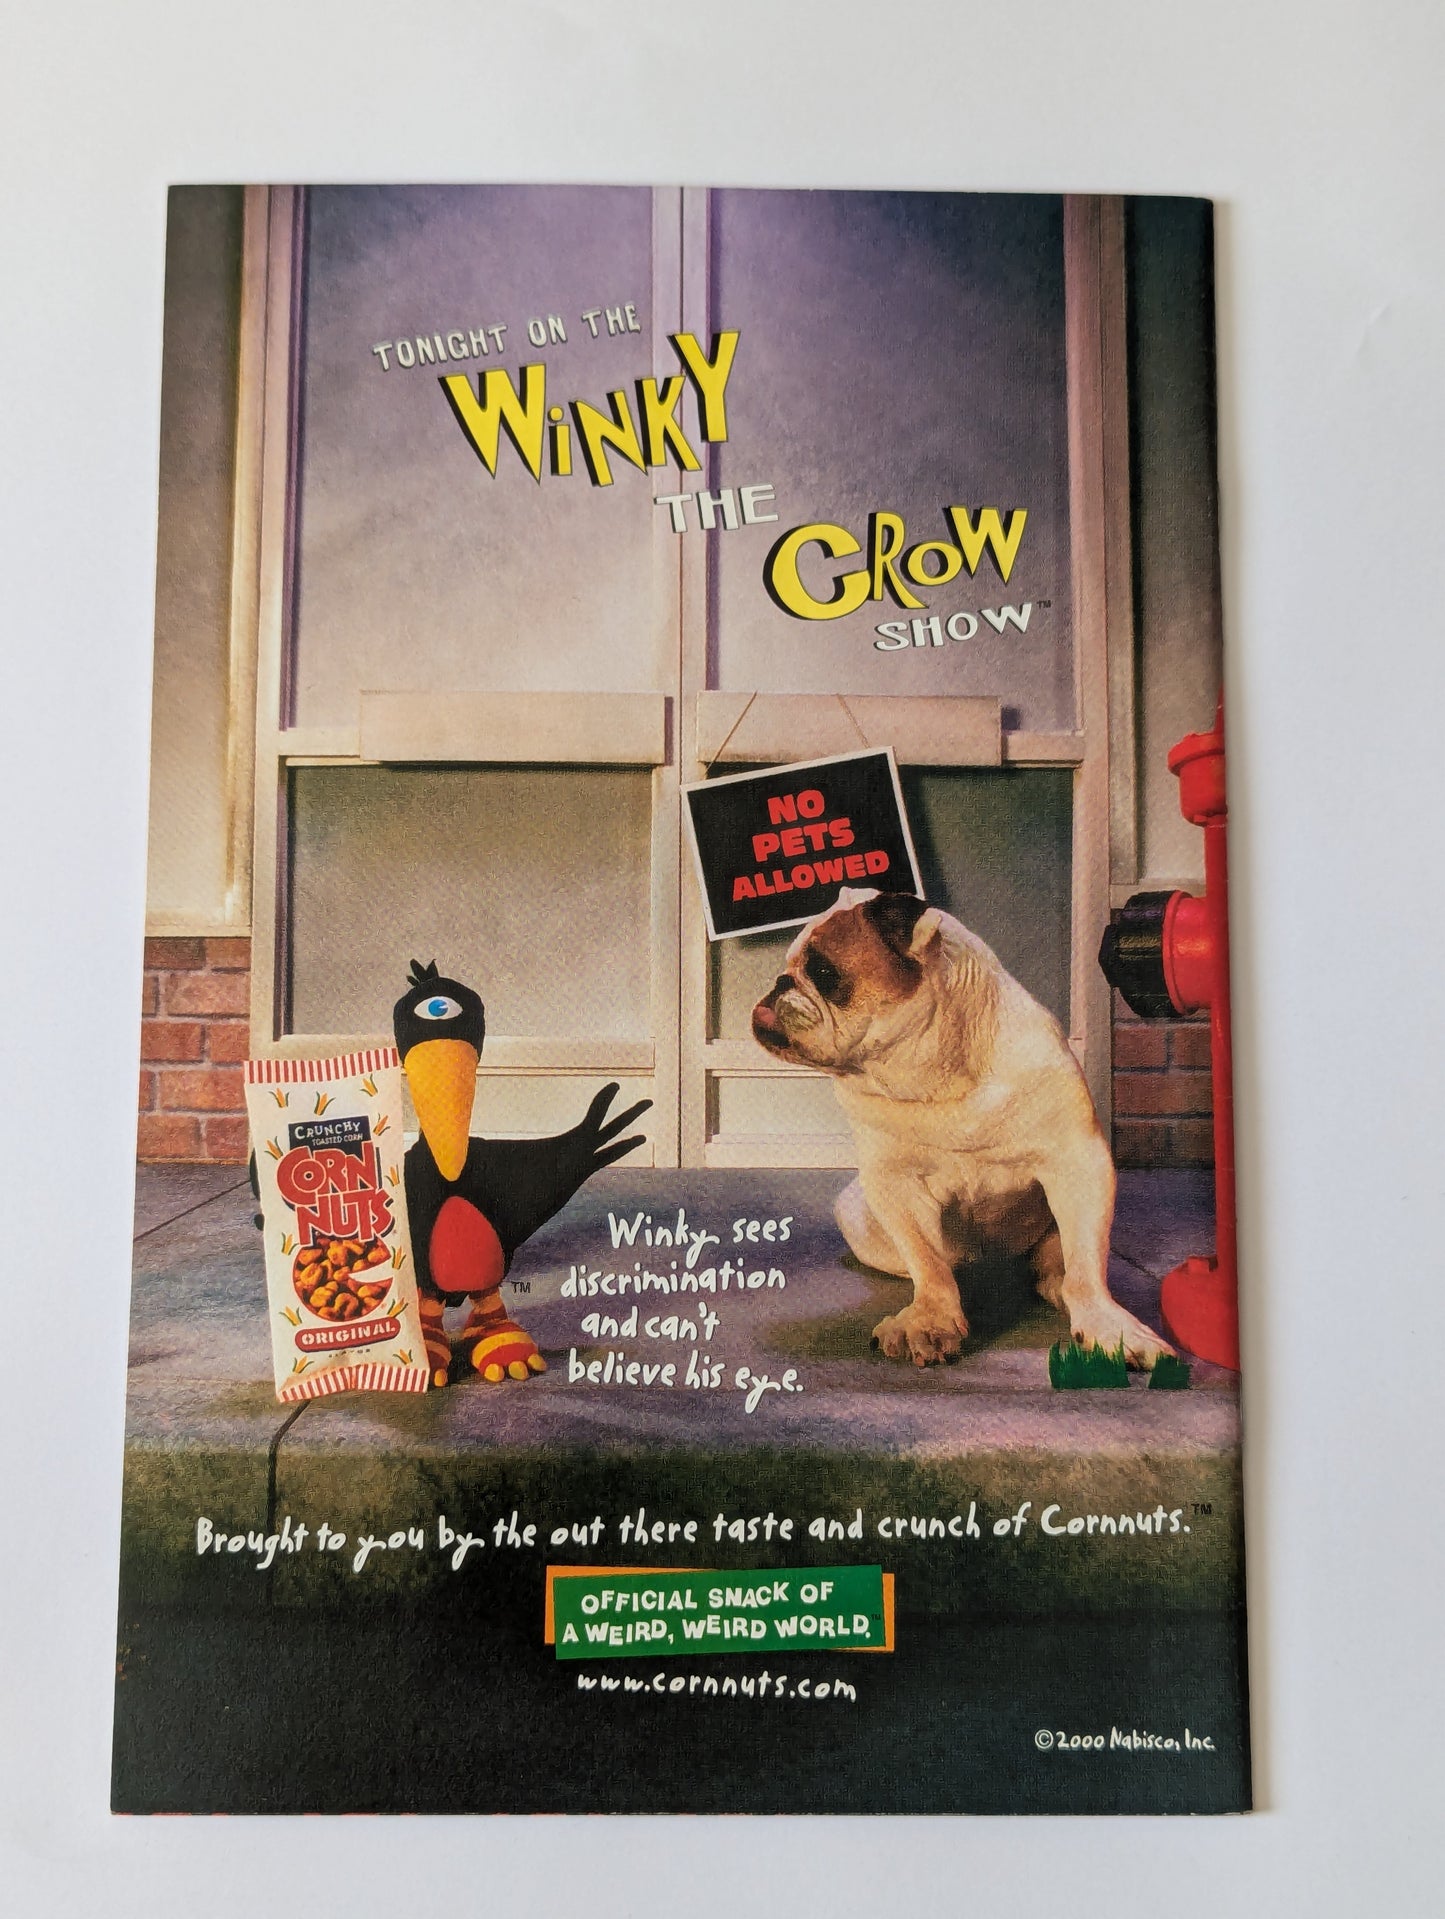 TONIGHT ON THE
WiNKY
THE
CROW
SHOW™
NO
PETS
ALLOWED
CRUNCHY
TOASTED CORN
CORN
NUTS
ORIGINAL
™
Winky sees
discrimination
and can't
believe his eye.
Brought to you by the out there taste and crunch of Cornnuts.™
OFFICIAL SNACK OF
A WEIRD, WEIRD WORLD.™
www.cornnuts.com
©2000 Nabisco, Inc.